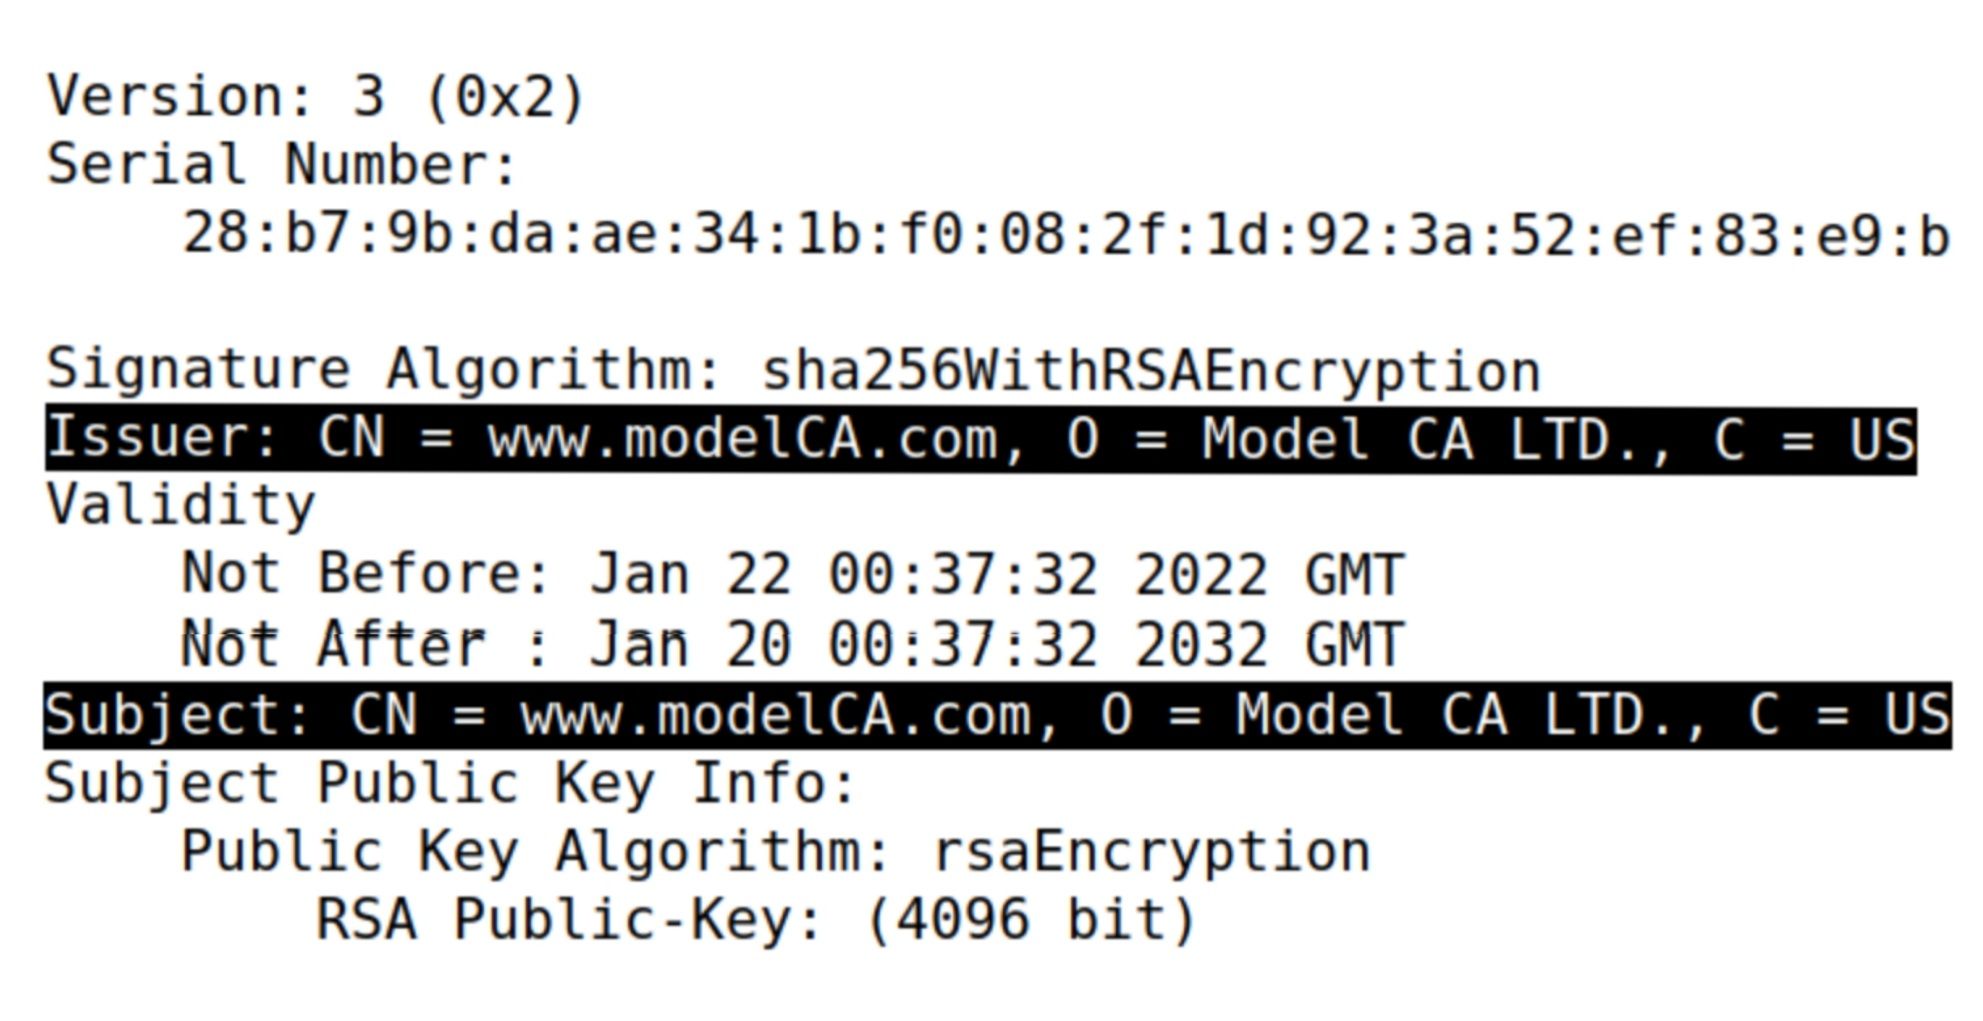 Version: 3 (0x2)
Serial Number:
28:b7:9b:da:ae:34:1b:f0:08:2f:1d:92:3a:52:ef:83:e9:b
Signature Algorithm: sha256WithRSAEncryption
Issuer: CN = www.modelCA.com, O = Model CA LTD., C = US
Validity
Not Before: Jan 22 00:37:32 2022 GMT
Not After : Jan 20 00:37:32 2032 GMT
Subject: CN = www.modelCA.com, O = Model CA LTD., C = US
Subject Public Key Info:
Public Key Algorithm: rsaEncryption
RSA Public-Key: (4096 bit)